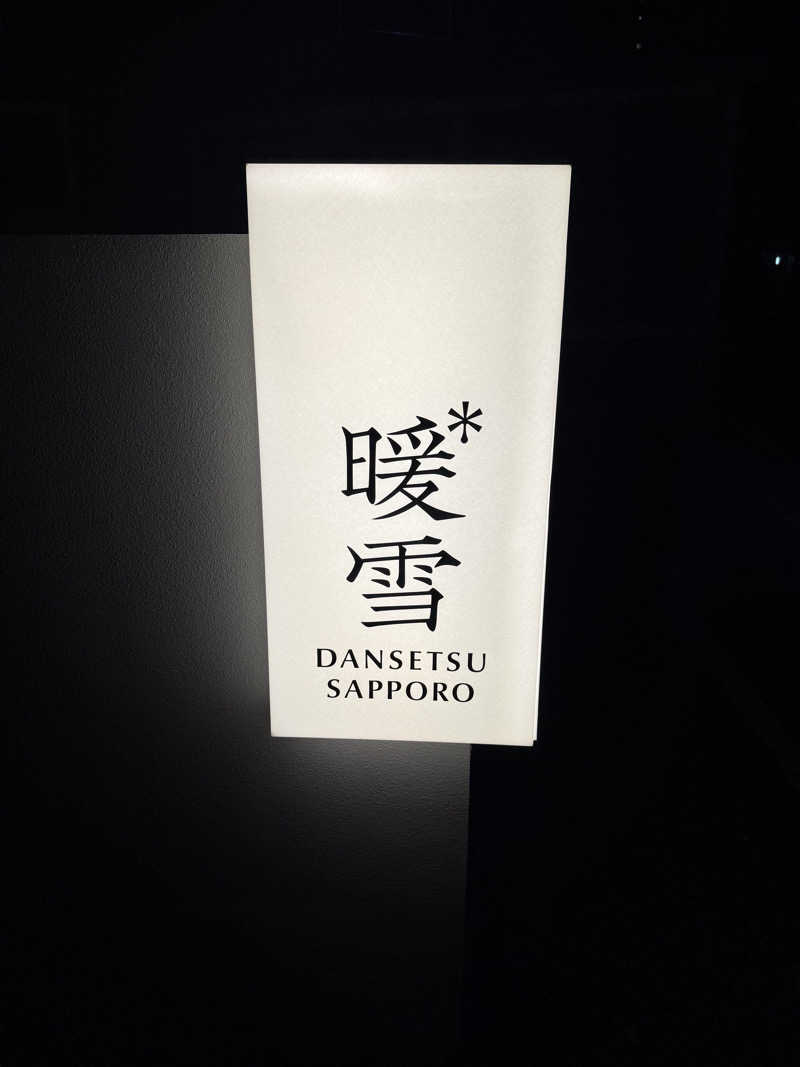 暖*
雪
DANSETSU
SAPPORO